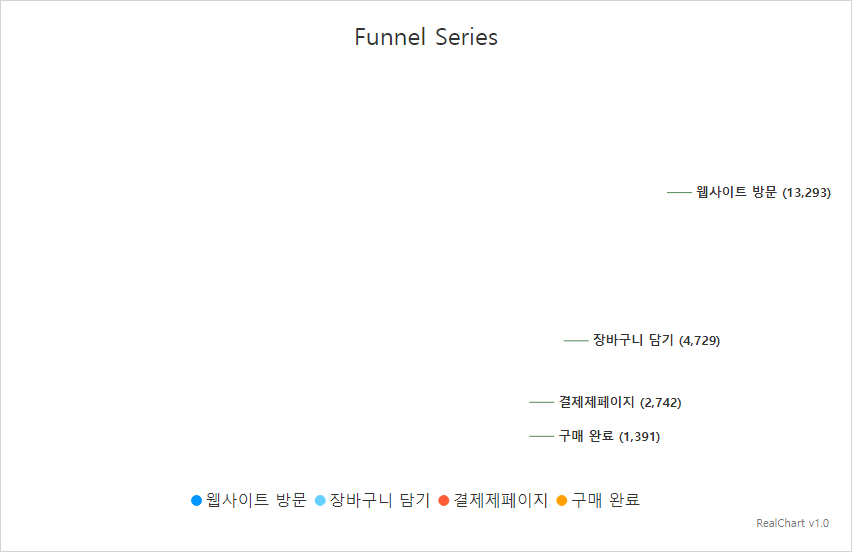 Funnel Series
웹사이트 방문 (13,293)
장바구니 담기 (4,729)
결제제페이지 (2,742)
구매 완료 (1,391)
웹사이트 방문 장바구니 담기 결제제페이지 구매 완료
RealChart v1.0